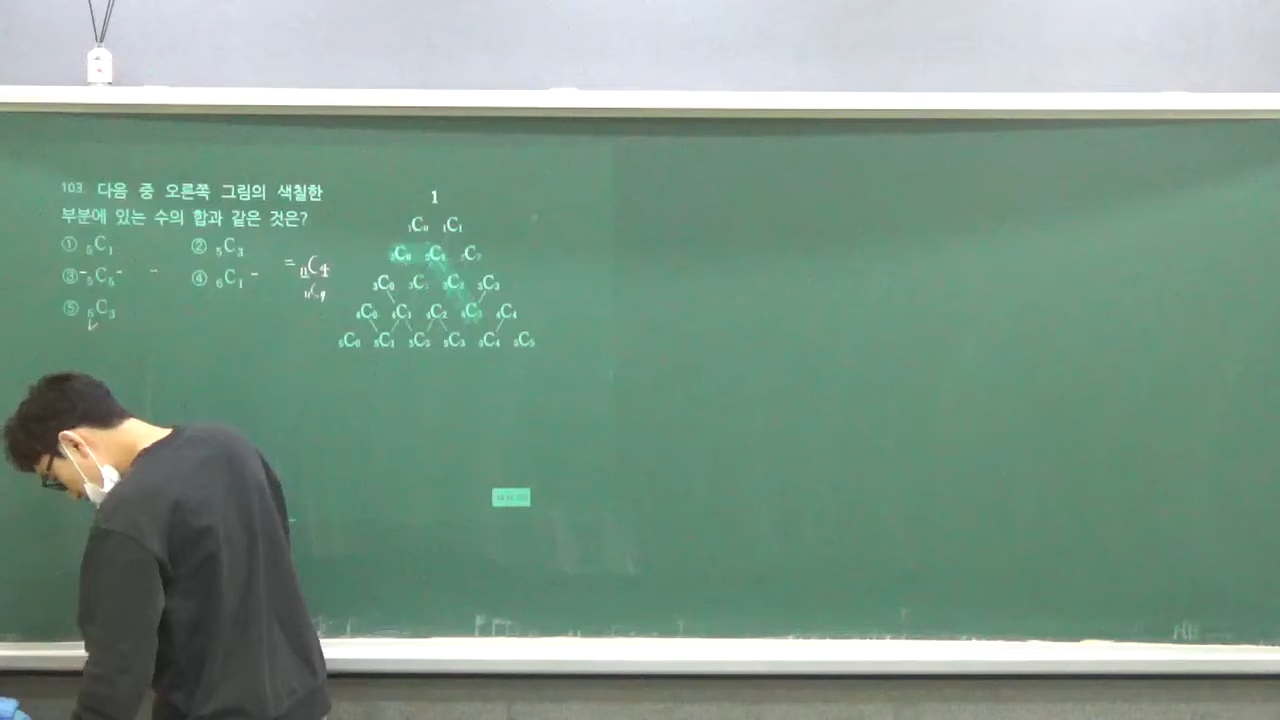 103. 다음 중 오른쪽 그림의 색칠한
부분에 있는 수의 합과 같은 것은?
① ₅C₁ ② ₅C₃
③ ₅C₅ ④ ₆C₁
⑤ ₆C₃
= ₁₁C₄
1
₁C₀ ₁C₁
₂C₀ ₂C₁ ₂C₂
₃C₀ ₃C₁ ₃C₂ ₃C₃
₄C₀ ₄C₁ ₄C₂ ₄C₃ ₄C₄
₅C₀ ₅C₁ ₅C₂ ₅C₃ ₅C₄ ₅C₅